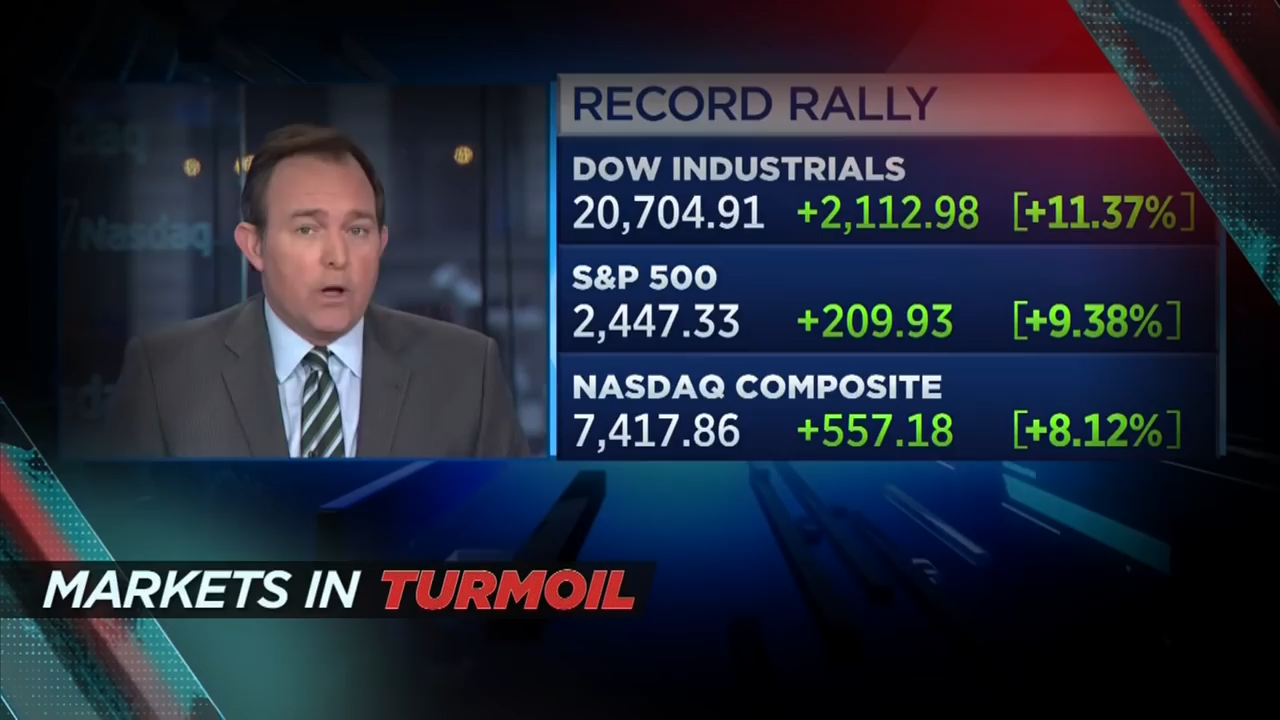 RECORD RALLY
DOW INDUSTRIALS
20,704.91 +2,112.98 [+11.37%]
S&P 500
2,447.33 +209.93 [+9.38%]
NASDAQ COMPOSITE
7,417.86 +557.18 [+8.12%]
Nasdaq
MARKETS IN TURMOIL